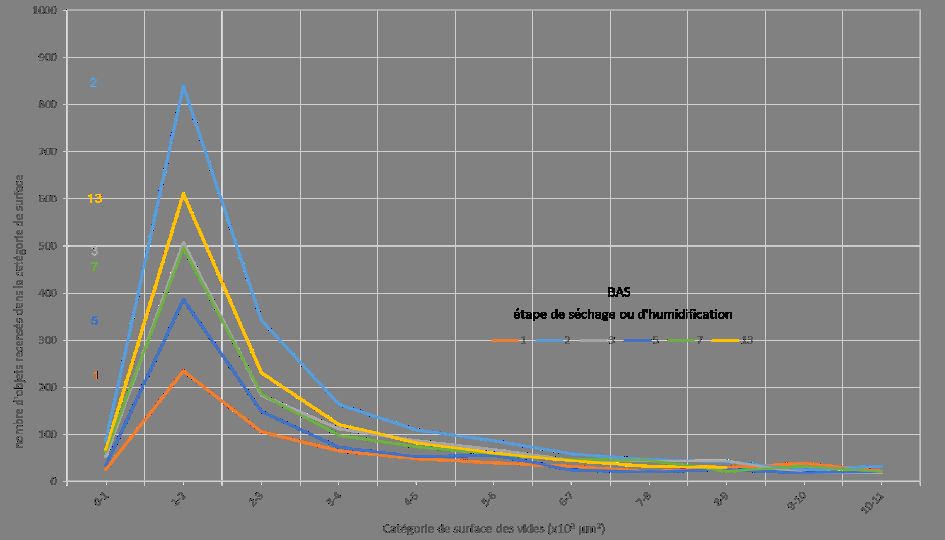 1000
900
800
700
600
500
400
300
200
100
0
2
13
3
7
5
1
nombre d'objets recensés dans la catégorie de surface
BAS
étape de séchage ou d'humidification
1 2 3 5 7 13
0-1 1-2 2-3 3-4 4-5 5-6 6-7 7-8 8-9 9-10 10-11
Catégorie de surface des vides (x10³ µm²)